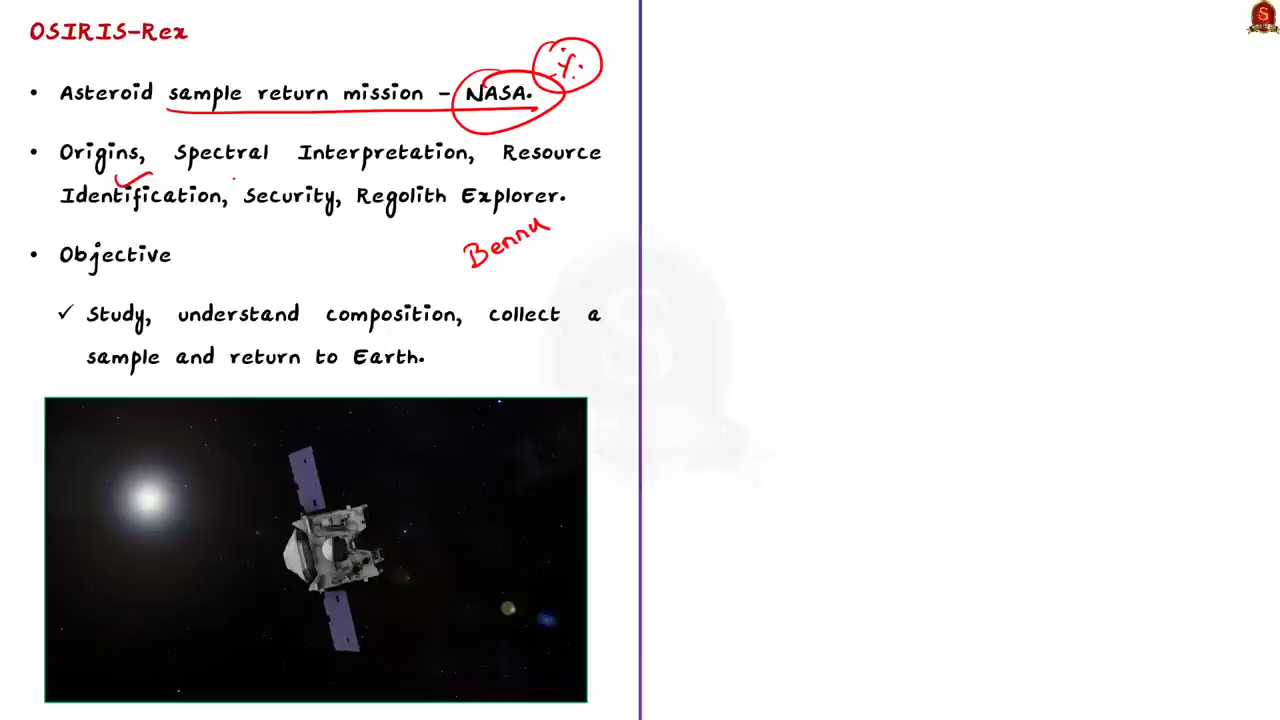 OSIRIS-Rex
• Asteroid sample return mission - NASA.
• Origins, Spectral Interpretation, Resource
Identification, Security, Regolith Explorer.
Bennu
• Objective
✓ Study, understand composition, collect a
sample and return to Earth.